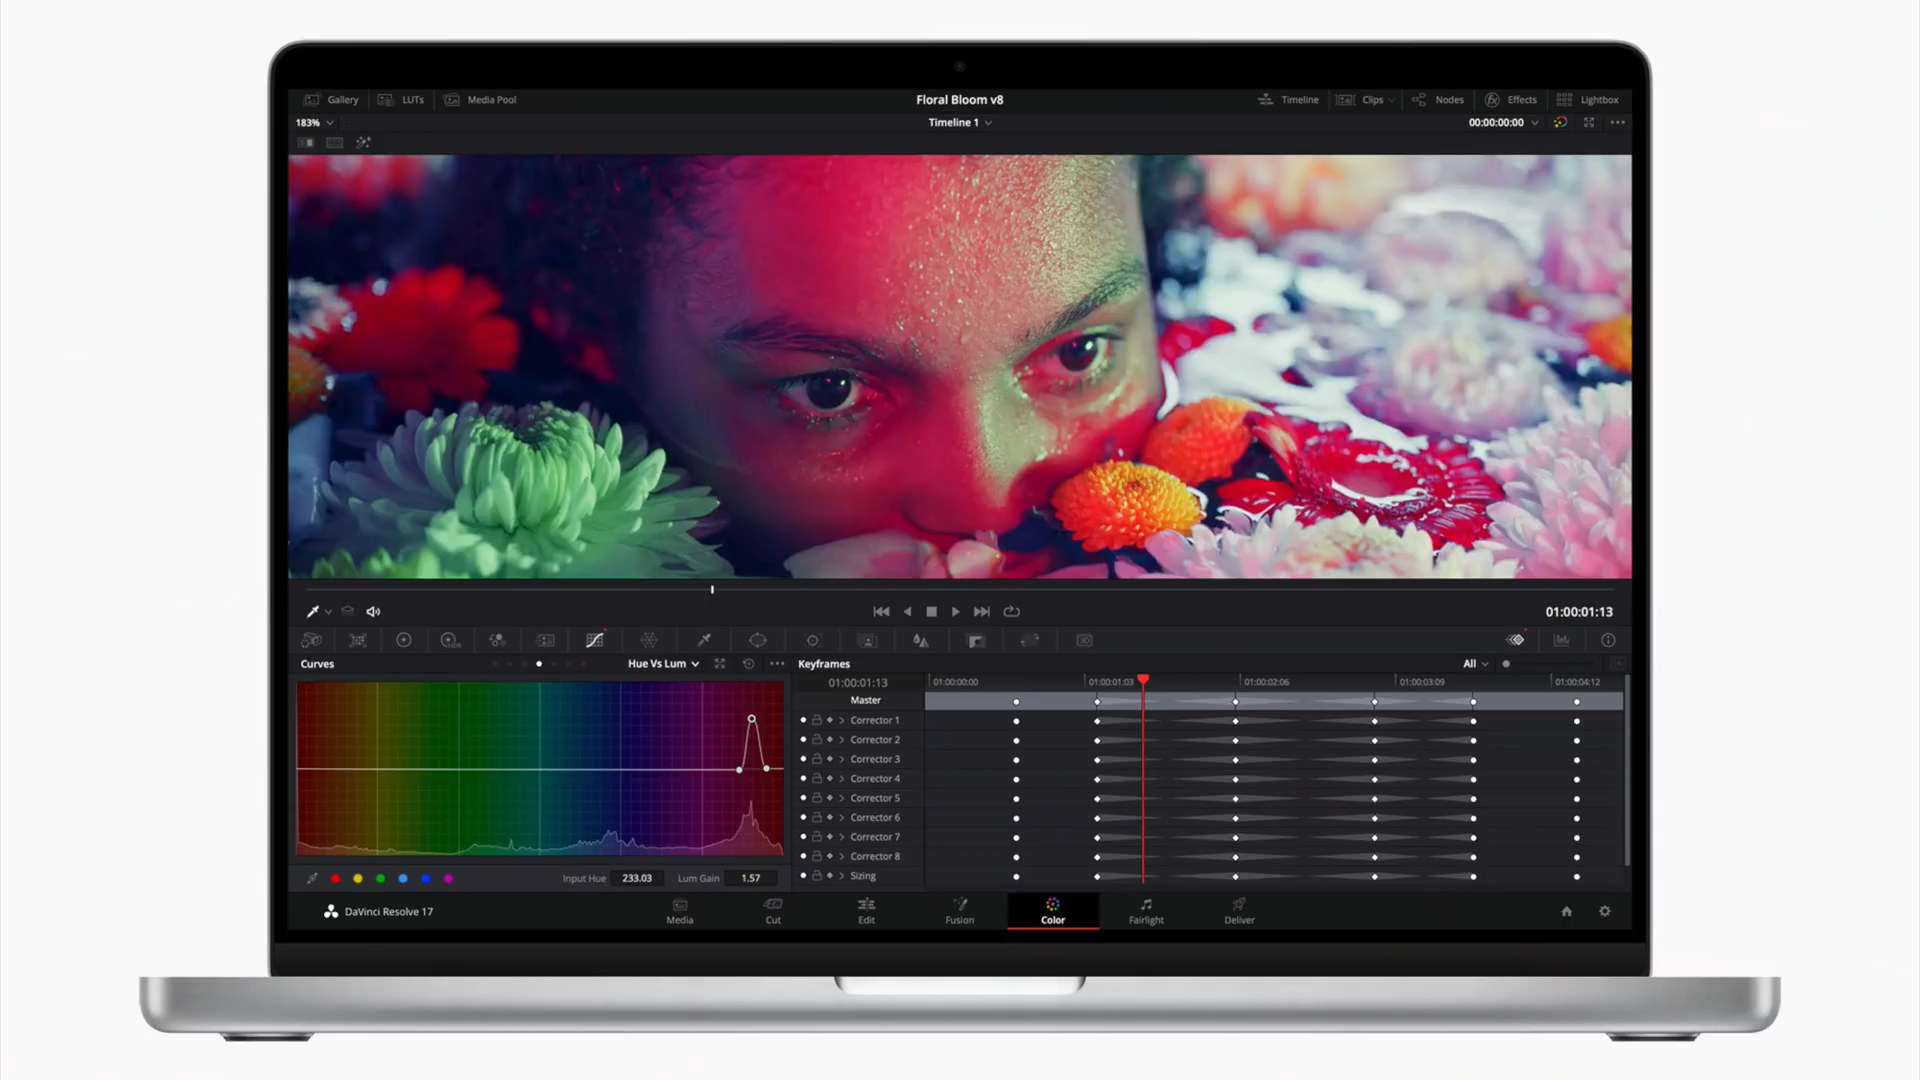 Gallery LUTs Media Pool Floral Bloom v8 Timeline Clips Nodes Effects Lightbox
183% Timeline 1 00:00:00:00
01:00:01:13
Curves Hue Vs Lum Keyframes All
01:00:01:13 01:00:00:00 01:00:01:03 01:00:02:06 01:00:03:09 01:00:04:12
Master
Corrector 1
Corrector 2
Corrector 3
Corrector 4
Corrector 5
Corrector 6
Corrector 7
Corrector 8
Sizing
Input Hue 233.03 Lum Gain 1.57
DaVinci Resolve 17 Media Cut Edit Fusion Color Fairlight Deliver